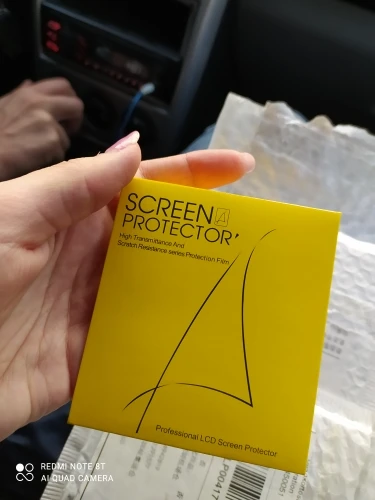 SCREEN A
PROTECTOR'
High Transmittance And
Scratch Resistance series Protection Film
Professional LCD Screen Protector
P00417
REDMI NOTE 8T
AI QUAD CAMERA